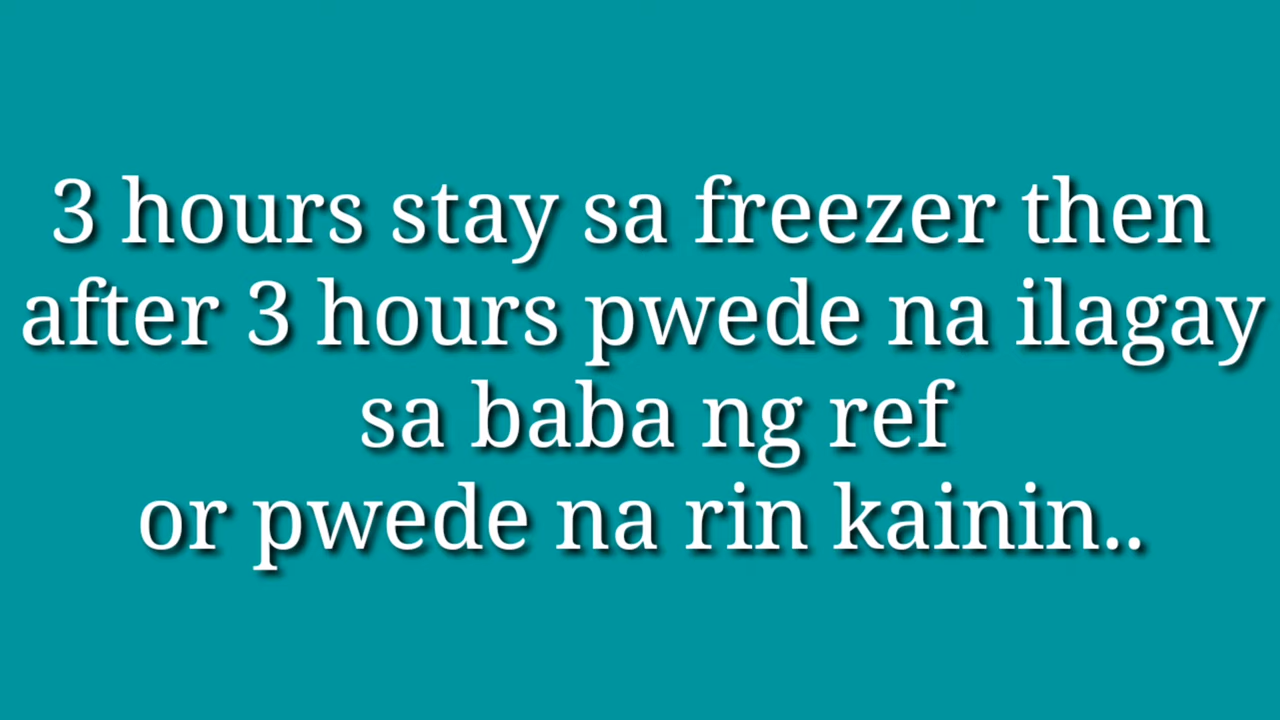 3 hours stay sa freezer then
after 3 hours pwede na ilagay
sa baba ng ref
or pwede na rin kainin..